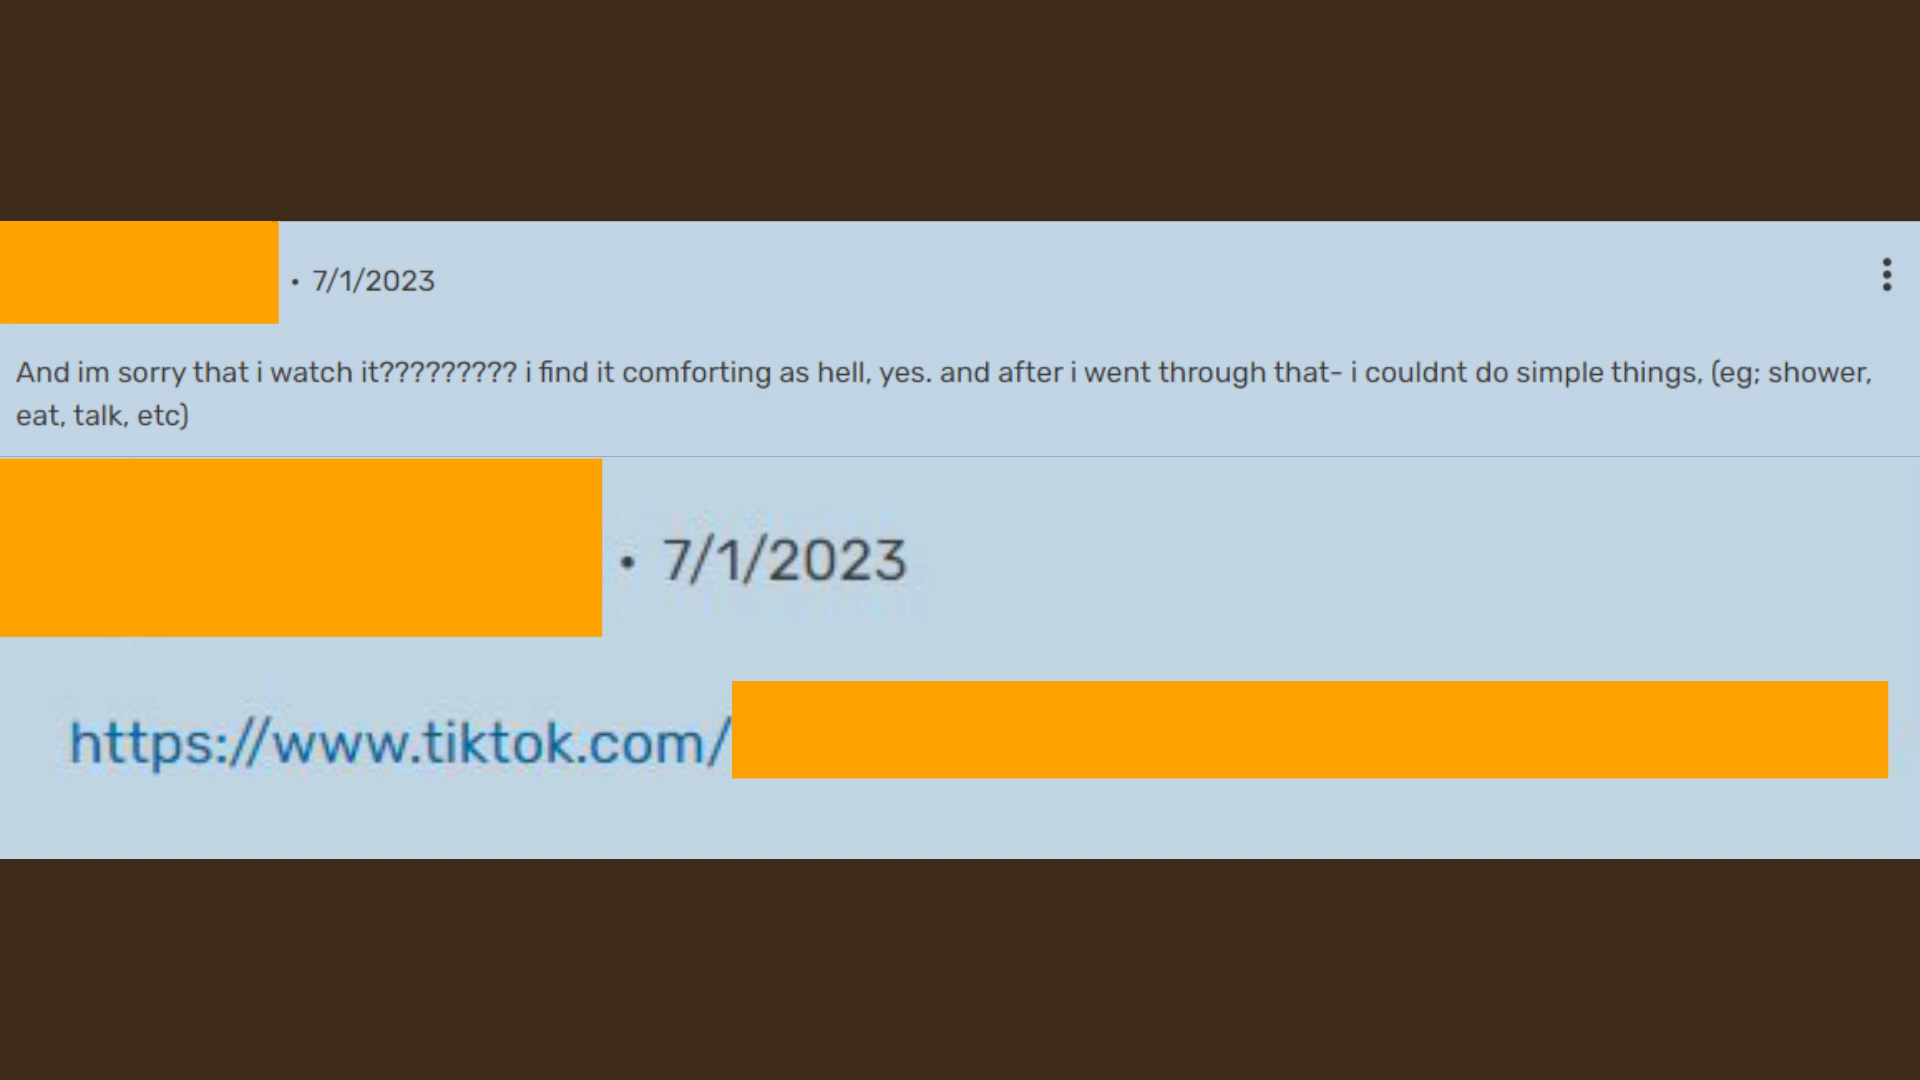 • 7/1/2023
And im sorry that i watch it????????? i find it comforting as hell, yes. and after i went through that- i couldnt do simple things, (eg; shower,
eat, talk, etc)
• 7/1/2023
https://www.tiktok.com/